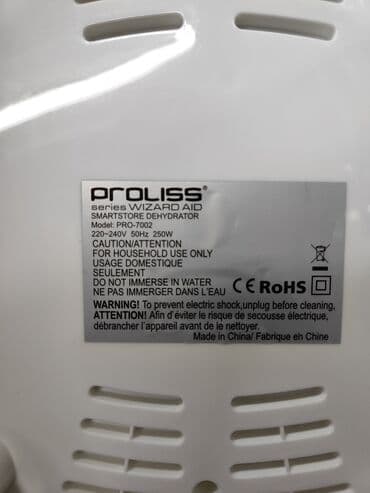 PROLISS®
series WIZARD AID
SMARTSTORE DEHYDRATOR
Model: PRO-7002
220~240V 50Hz 250W
CAUTION/ATTENTION
FOR HOUSEHOLD USE ONLY
USAGE DOMESTIQUE
SEULEMENT
DO NOT IMMERSE IN WATER
NE PAS IMMERGER DANS L'EAU
CE RoHS
WARNING! To prevent electric shock,unplug before cleaning,
ATTENTION! Afin d'éviter le risque de secousse électrique,
débrancher l'appareil avant de le nettoyer.
Made in China/ Fabrique eh Chine